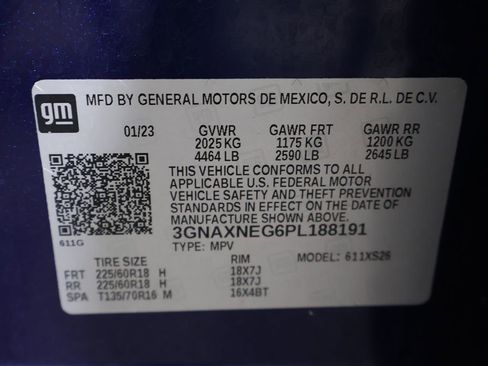 gm
MFD BY GENERAL MOTORS DE MEXICO, S. DE R.L. DE C.V.
01/23 GVWR GAWR FRT GAWR RR
2025 KG 1175 KG 1200 KG
4464 LB 2590 LB 2645 LB
THIS VEHICLE CONFORMS TO ALL
APPLICABLE U.S. FEDERAL MOTOR
VEHICLE SAFETY AND THEFT PREVENTION
STANDARDS IN EFFECT ON THE DATE OF
MANUFACTURE SHOWN ABOVE.
611G 3GNAXNEG6PL188191
TYPE: MPV MODEL: 611XS26
TIRE SIZE RIM
FRT 225/60R18 H 18X7J
RR 225/60R18 H 18X7J
SPA T135/70R16 M 16X4BT